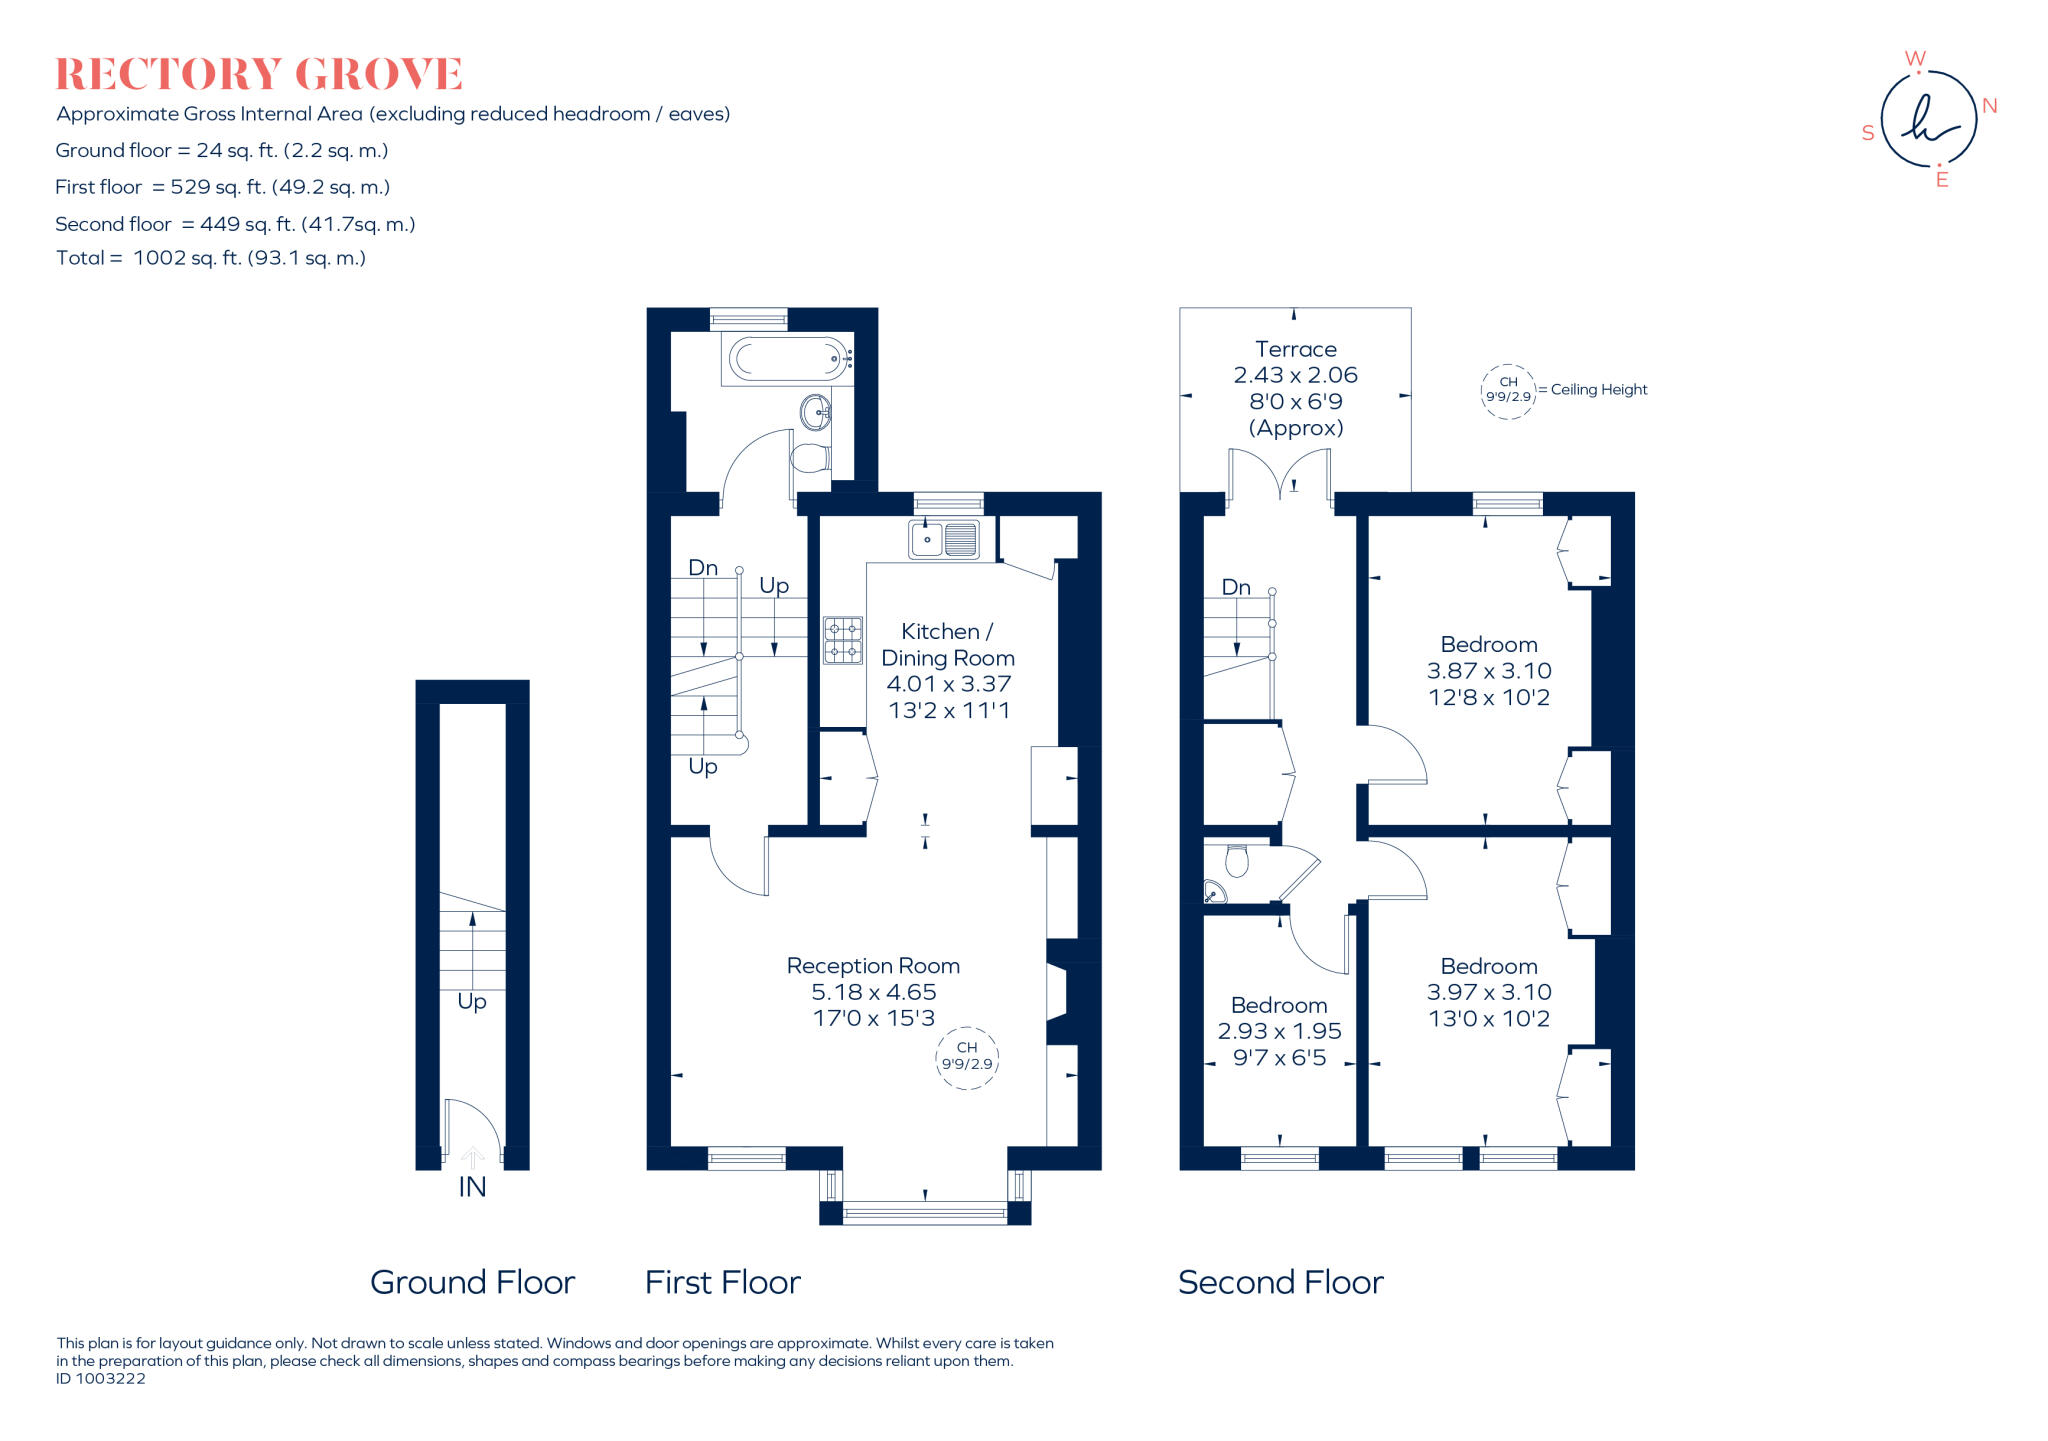 RECTORY GROVE
Approximate Gross Internal Area (excluding reduced headroom / eaves)
Ground floor = 24 sq. ft. (2.2 sq. m.)
First floor = 529 sq. ft. (49.2 sq. m.)
Second floor = 449 sq. ft. (41.7sq. m.)
Total = 1002 sq. ft. (93.1 sq. m.)
W
N
S
E
Up
IN
Ground Floor
Dn
Up
Up
Kitchen /
Dining Room
4.01 x 3.37
13'2 x 11'1
Reception Room
5.18 x 4.65
17'0 x 15'3
CH
9'9/2.9
First Floor
Terrace
2.43 x 2.06
8'0 x 6'9
(Approx)
CH
9'9/2.9
= Ceiling Height
Dn
Bedroom
3.87 x 3.10
12'8 x 10'2
Bedroom
3.97 x 3.10
13'0 x 10'2
Bedroom
2.93 x 1.95
9'7 x 6'5
Second Floor
This plan is for layout guidance only. Not drawn to scale unless stated. Windows and door openings are approximate. Whilst every care is taken
in the preparation of this plan, please check all dimensions, shapes and compass bearings before making any decisions reliant upon them.
ID 1003222